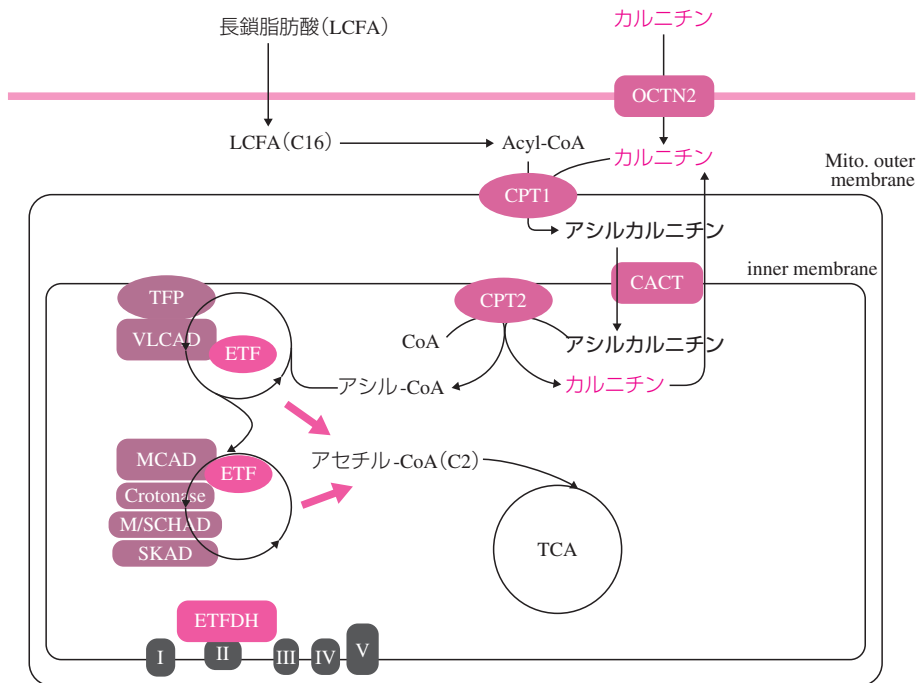 長鎖脂肪酸(LCFA)
カルニチン
OCTN2
LCFA(C16)
Acyl-CoA
カルニチン
Mito. outer
membrane
CPT1
アシルカルニチン
inner membrane
TFP
CPT2
CACT
VLCAD
ETF
CoA
アシルカルニチン
アシル-CoA
カルニチン
MCAD
ETF
アセチル-CoA(C2)
Crotonase
M/SCHAD
SKAD
TCA
ETFDH
I
II
III
IV
V